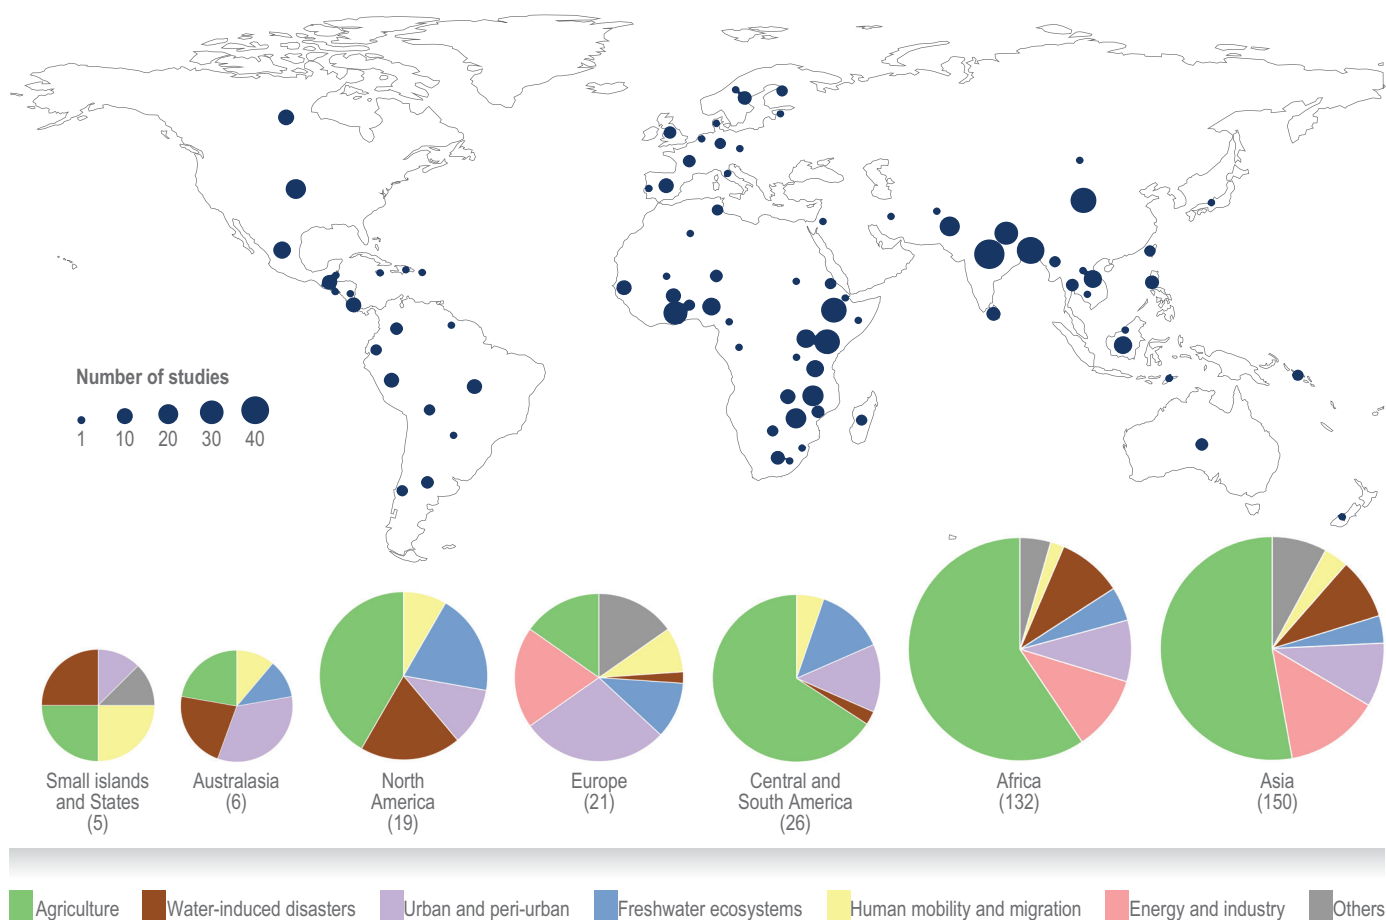 Number of studies
1 10 20 30 40
Small islands
and States
(5)
Australasia
(6)
North
America
(19)
Europe
(21)
Central and
South America
(26)
Africa
(132)
Asia
(150)
Agriculture
Water-induced disasters
Urban and peri-urban
Freshwater ecosystems
Human mobility and migration
Energy and industry
Others